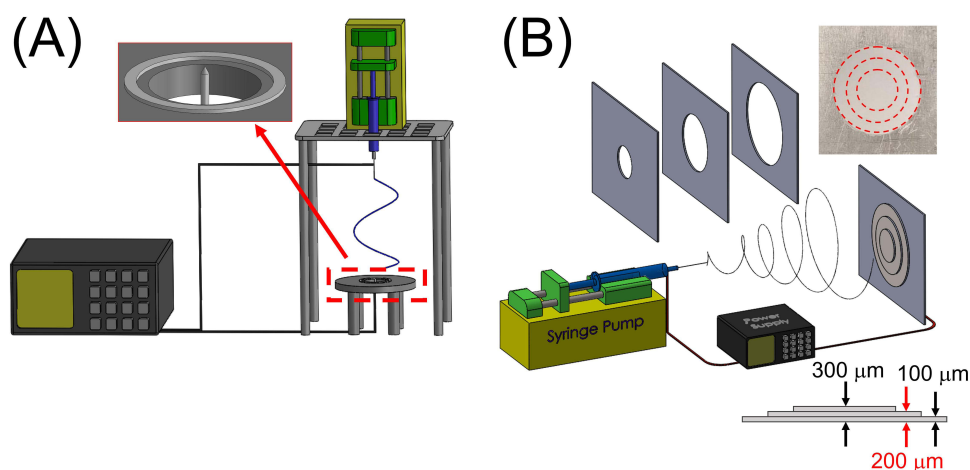 (A)
(B)
Syringe Pump
Power
Supply
300 μm
100 μm
200 μm